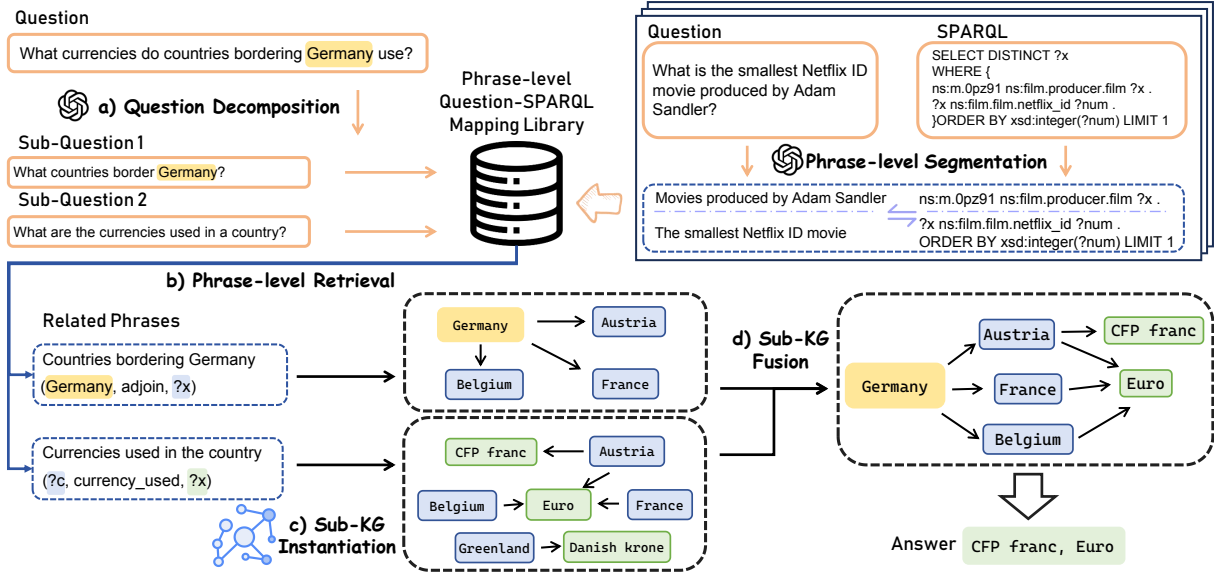 Question
What currencies do countries bordering Germany use?
a) Question Decomposition
Sub-Question 1
What countries border Germany?
Sub-Question 2
What are the currencies used in a country?
Phrase-level
Question-SPARQL
Mapping Library
Question
What is the smallest Netflix ID
movie produced by Adam
Sandler?
SPARQL
SELECT DISTINCT ?x
WHERE {
ns:m.0pz91 ns:film.producer.film ?x .
?x ns:film.film.netflix_id ?num .
}ORDER BY xsd:integer(?num) LIMIT 1
Phrase-level Segmentation
Movies produced by Adam Sandler
ns:m.0pz91 ns:film.producer.film ?x .
The smallest Netflix ID movie
?x ns:film.film.netflix_id ?num .
ORDER BY xsd:integer(?num) LIMIT 1
b) Phrase-level Retrieval
Related Phrases
Countries bordering Germany
(Germany, adjoin, ?x)
Currencies used in the country
(?c, currency_used, ?x)
c) Sub-KG
Instantiation
Germany
Austria
Belgium
France
CFP franc
Austria
Belgium
Euro
France
Greenland
Danish krone
d) Sub-KG
Fusion
Germany
Austria
France
Belgium
CFP franc
Euro
Answer
CFP franc, Euro